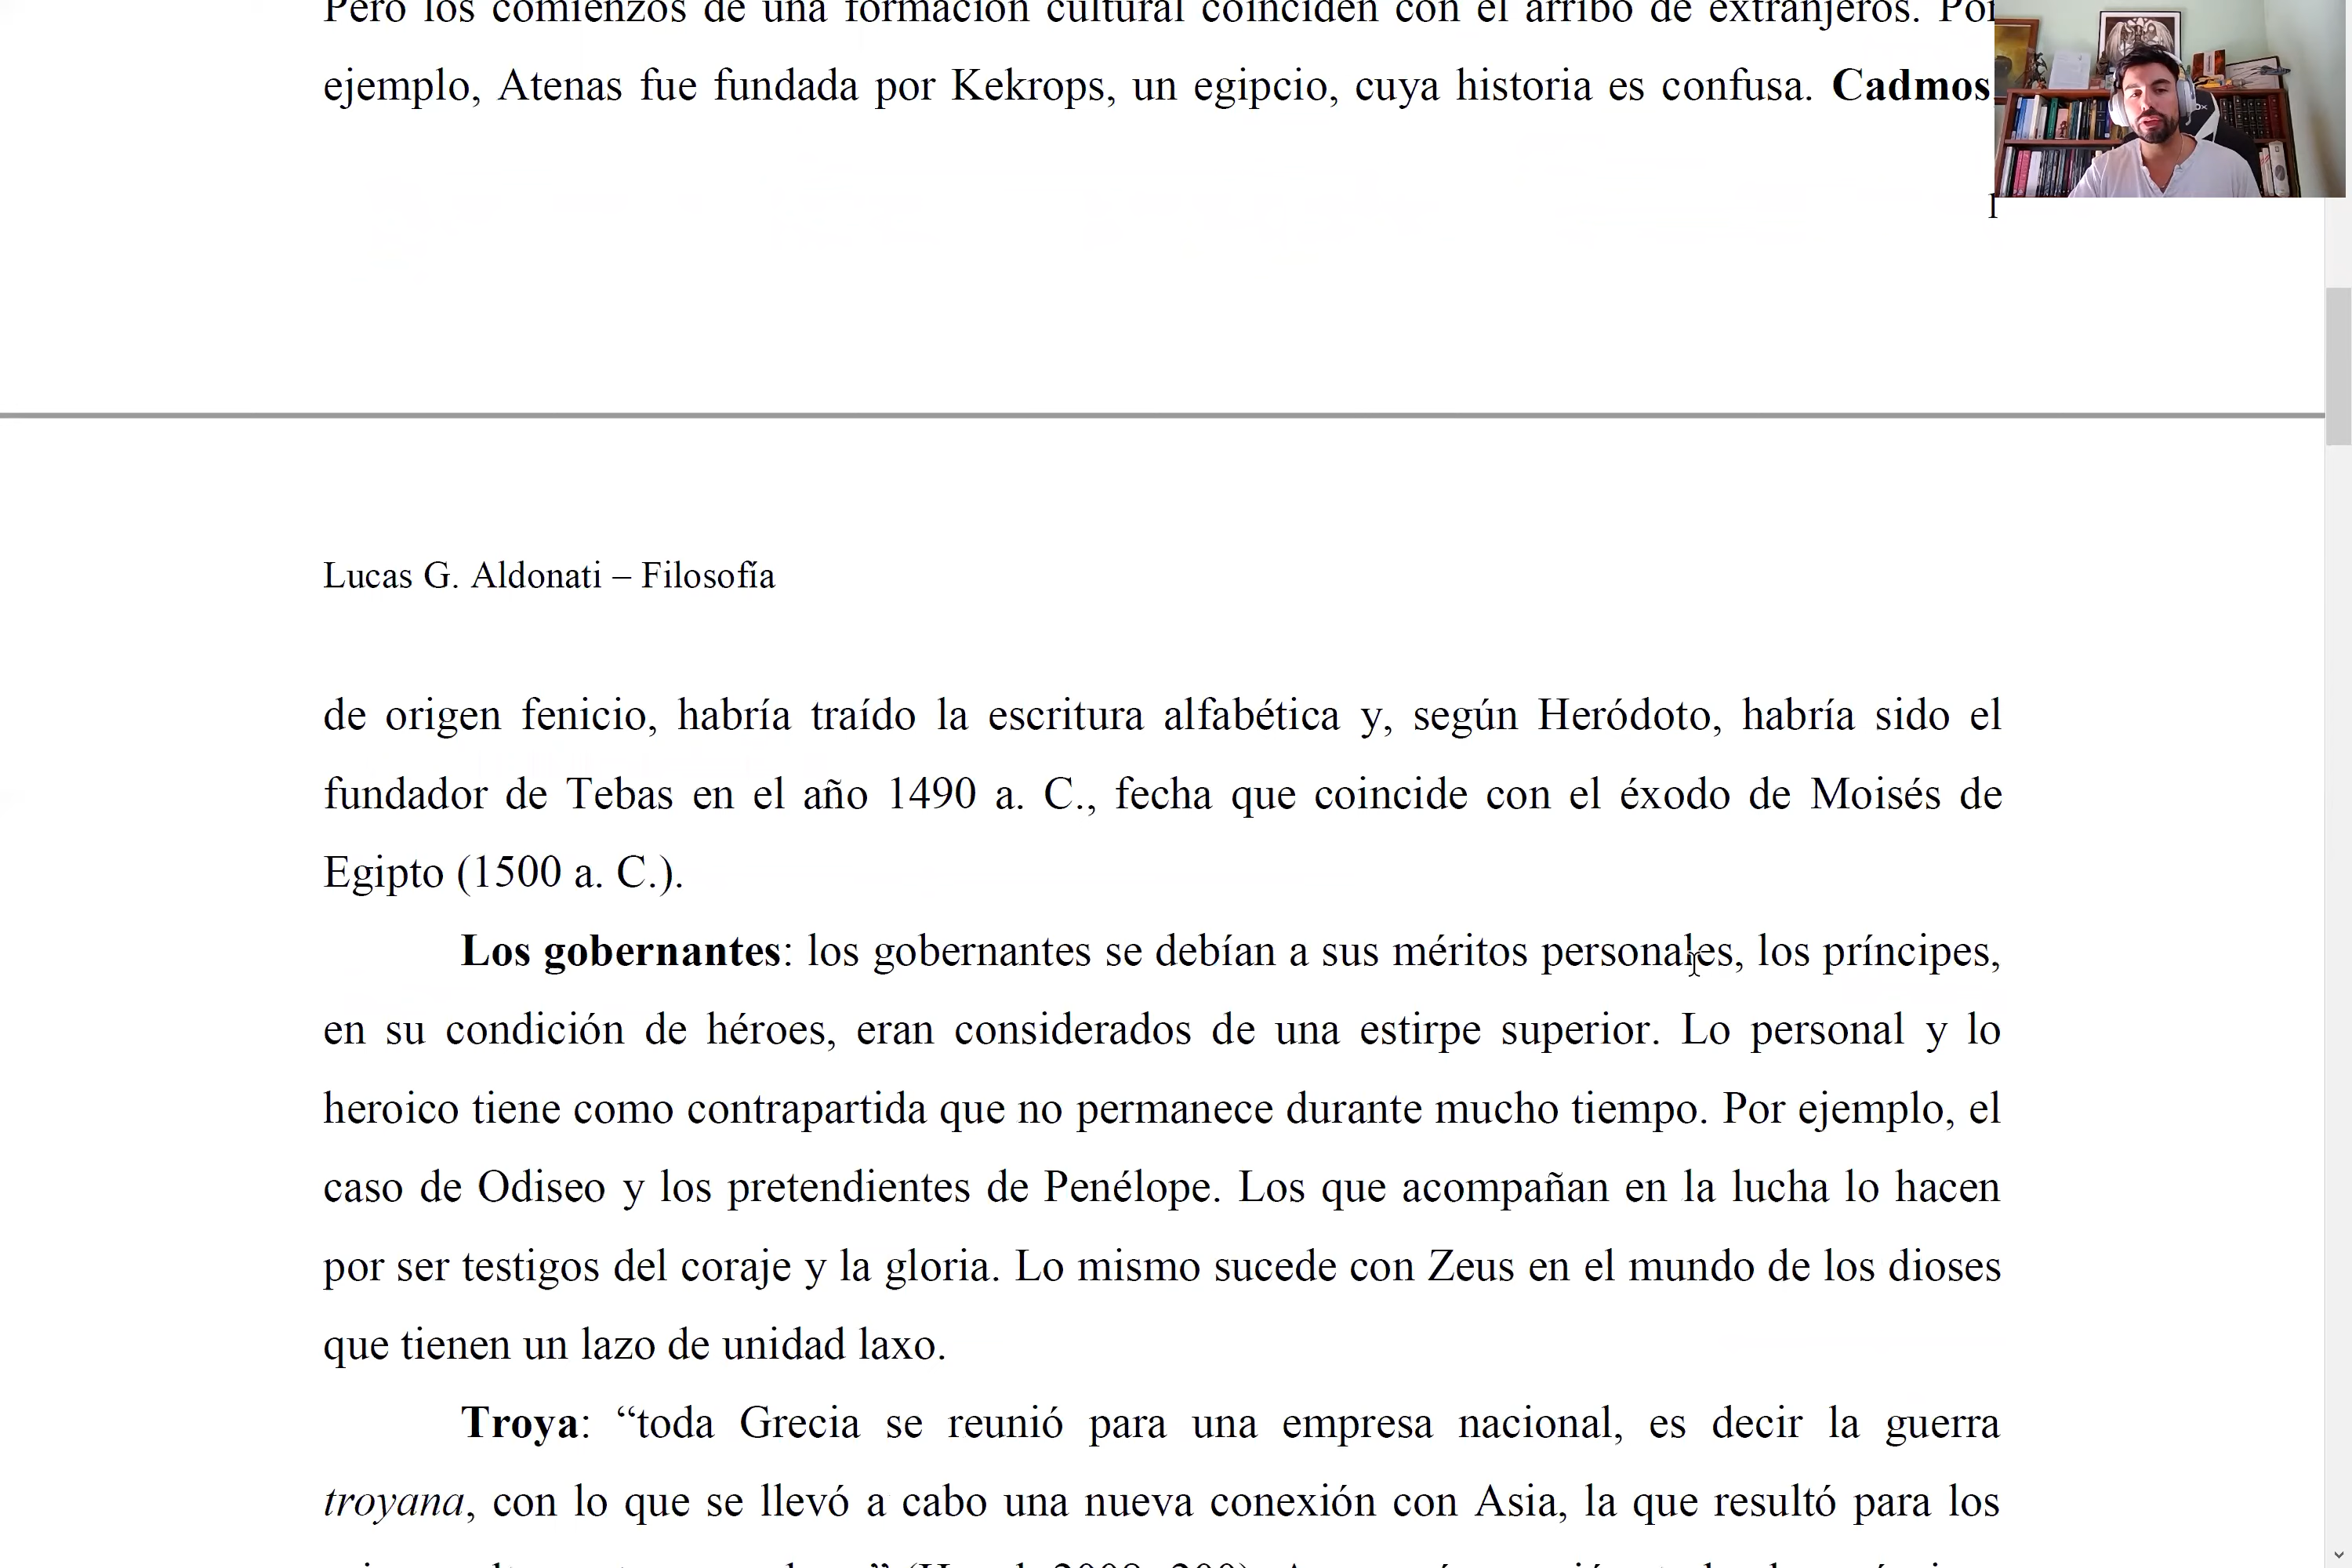 Pero los comienzos de una formación cultural coinciden con el arribo de extranjeros. Por
ejemplo, Atenas fue fundada por Kekrops, un egipcio, cuya historia es confusa. Cadmos,
Lucas G. Aldonati – Filosofía
de origen fenicio, habría traído la escritura alfabética y, según Heródoto, habría sido el
fundador de Tebas en el año 1490 a. C., fecha que coincide con el éxodo de Moisés de
Egipto (1500 a. C.).
Los gobernantes: los gobernantes se debían a sus méritos personales, los príncipes,
en su condición de héroes, eran considerados de una estirpe superior. Lo personal y lo
heroico tiene como contrapartida que no permanece durante mucho tiempo. Por ejemplo, el
caso de Odiseo y los pretendientes de Penélope. Los que acompañan en la lucha lo hacen
por ser testigos del coraje y la gloria. Lo mismo sucede con Zeus en el mundo de los dioses
que tienen un lazo de unidad laxo.
Troya: “toda Grecia se reunió para una empresa nacional, es decir la guerra
troyana, con lo que se llevó a cabo una nueva conexión con Asia, la que resultó para los